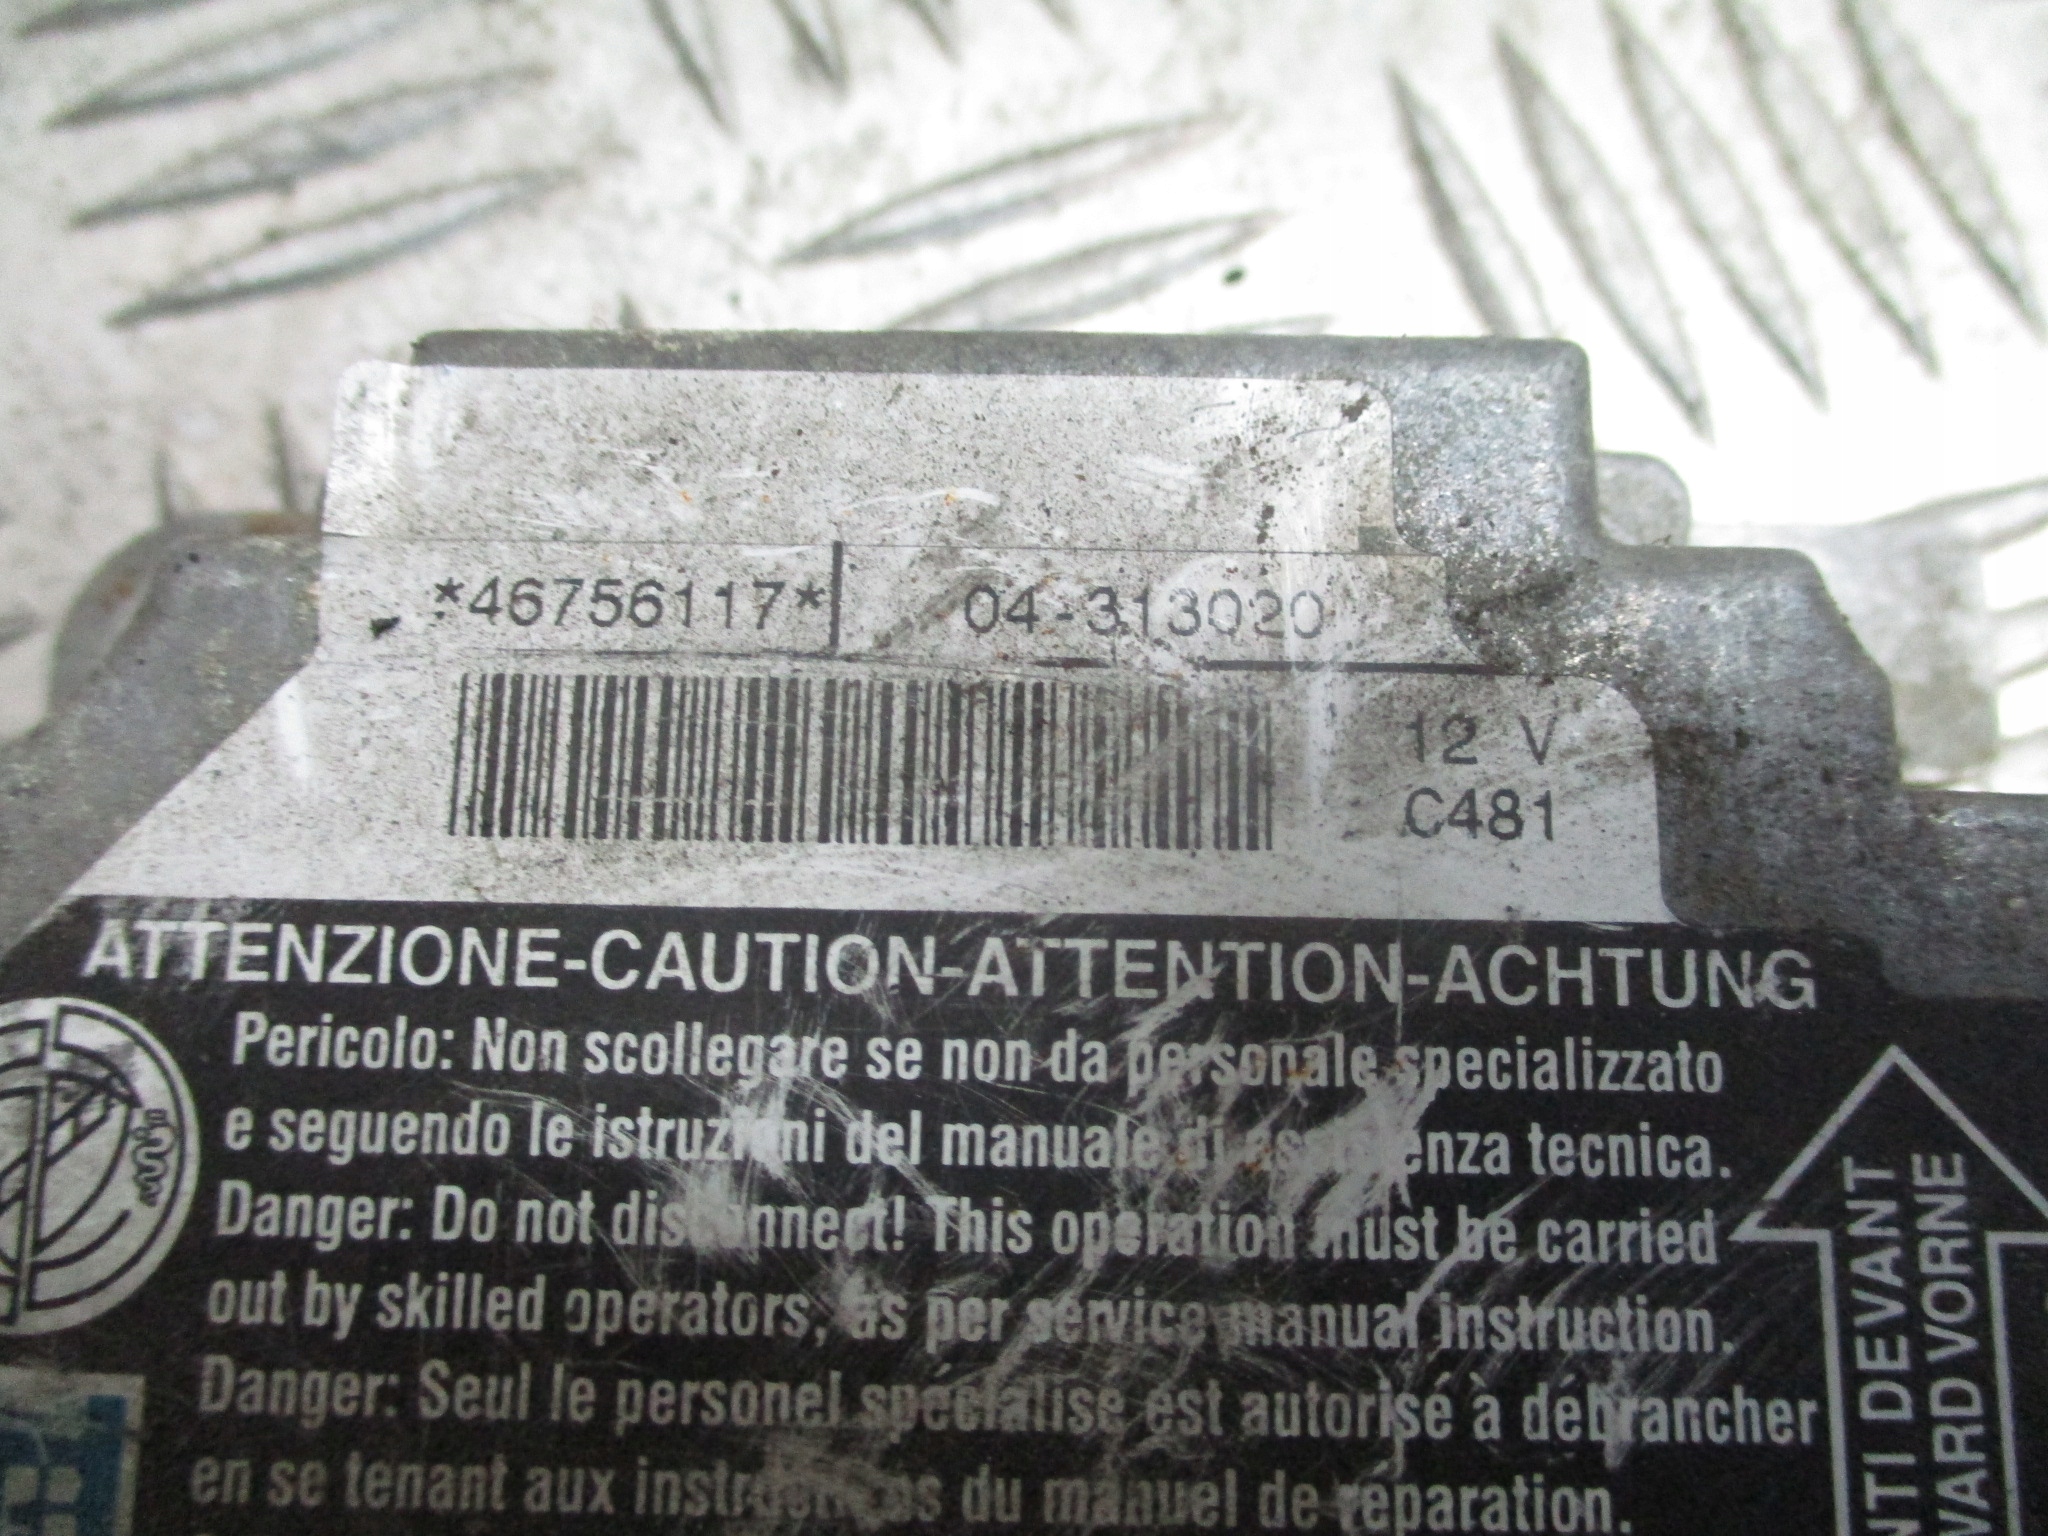 *46756117* 04-313020
12 V
C481
ATTENZIONE-CAUTION-ATTENTION-ACHTUNG
Pericolo: Non scollegare se non da personale specializzato
e seguendo le istruzioni del manuale di assistenza tecnica.
Danger: Do not disconnect! This operation must be carried
out by skilled operators, as per service manual instruction.
Danger: Seul le personel spécialisé est autorisé à débrancher
en se tenant aux instructions du manuel de reparation.
DEVANT
VORNE